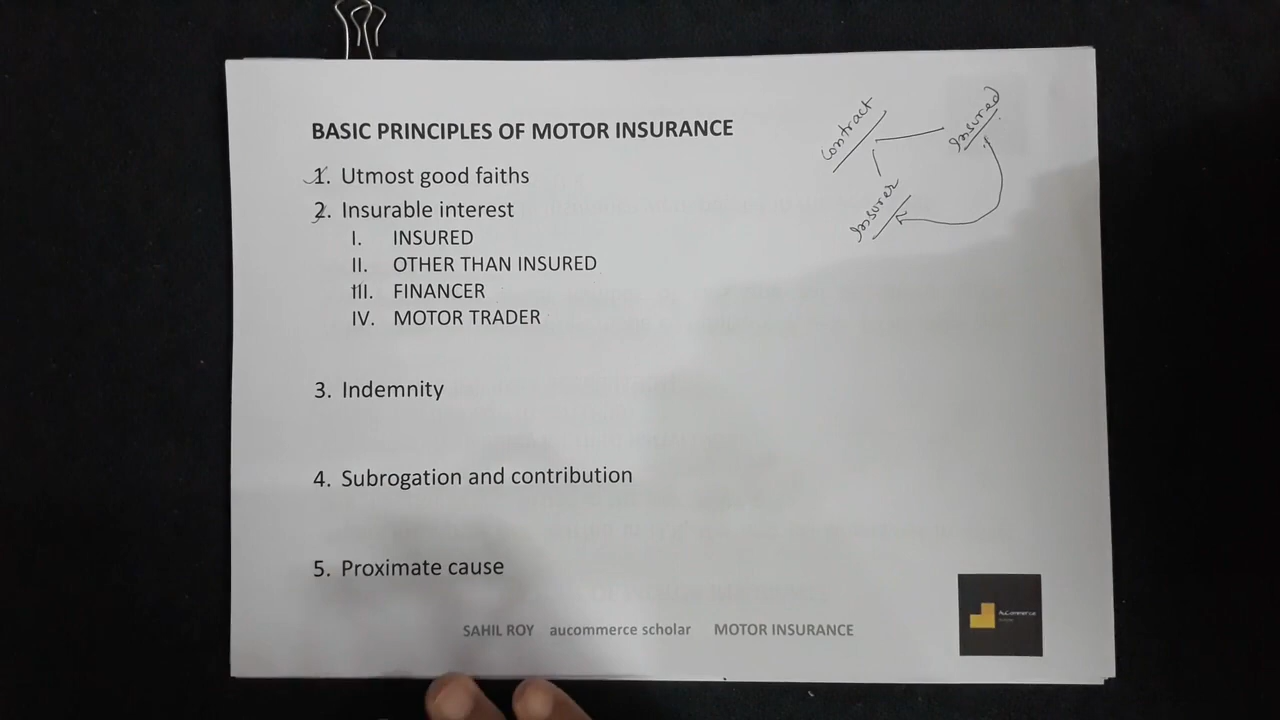 BASIC PRINCIPLES OF MOTOR INSURANCE
1. Utmost good faiths
2. Insurable interest
I. INSURED
II. OTHER THAN INSURED
III. FINANCER
IV. MOTOR TRADER
3. Indemnity
4. Subrogation and contribution
5. Proximate cause
contract
Insured
Insurer
SAHIL ROY aucommerce scholar MOTOR INSURANCE
AuCommerce